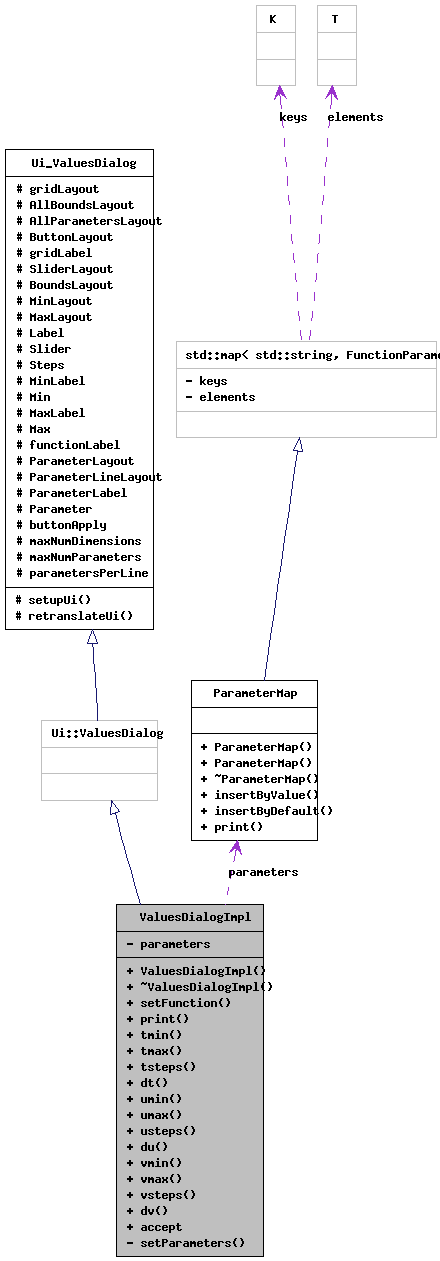 K
T
keys
elements
Ui_ValuesDialog
# gridLayout
# AllBoundsLayout
# AllParametersLayout
# ButtonLayout
# gridLabel
# SliderLayout
# BoundsLayout
# MinLayout
# MaxLayout
# Label
# Slider
# Steps
# MinLabel
# Min
# MaxLabel
# Max
# functionLabel
# ParameterLayout
# ParameterLineLayout
# ParameterLabel
# Parameter
# buttonApply
# maxNumDimensions
# maxNumParameters
# parametersPerLine
# setupUi()
# retranslateUi()
std::map< std::string, FunctionParam
- keys
- elements
ParameterMap
+ ParameterMap()
+ ParameterMap()
+ ~ParameterMap()
+ insertByValue()
+ insertByDefault()
+ print()
Ui::ValuesDialog
parameters
ValuesDialogImpl
- parameters
+ ValuesDialogImpl()
+ ~ValuesDialogImpl()
+ setFunction()
+ print()
+ tmin()
+ tmax()
+ tsteps()
+ dt()
+ umin()
+ umax()
+ usteps()
+ du()
+ vmin()
+ vmax()
+ vsteps()
+ dv()
+ accept
- setParameters()